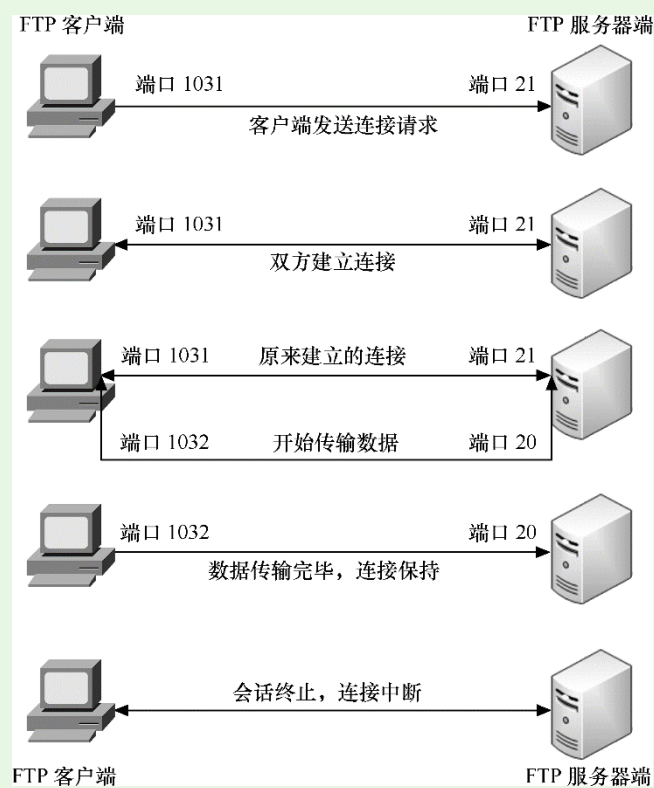 FTP 客户端 FTP 服务器端
端口 1031 端口 21
客户端发送连接请求
端口 1031 端口 21
双方建立连接
端口 1031 原来建立的连接 端口 21
端口 1032 开始传输数据 端口 20
端口 1032 端口 20
数据传输完毕，连接保持
会话终止，连接中断
FTP 客户端 FTP 服务器端